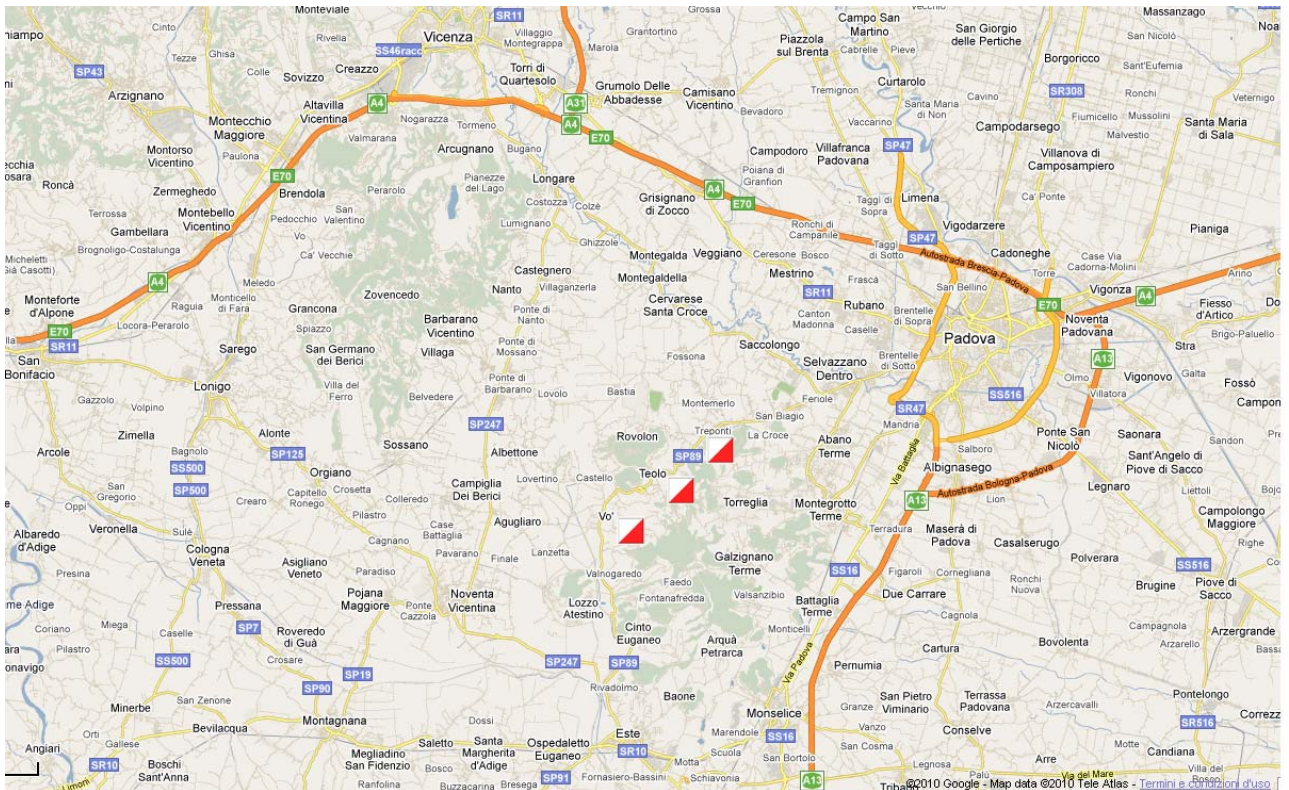 Monteviale
SR11
Grossa
Campo San
Martino
Massanzago
Cinto
Rivella
Vicenza
Villaggio
Montegrappa
Grantortino
Piazzola
sul Brenta
Cabrelle
Pieve
San Giorgio
delle Pertiche
San Nicolò
Tezze
Ghisa
SS46racc
Marola
Borgoricco
Sant'Eufemia
SP43
Colle
Sovizzo
Creazzo
Torri di
Quartesolo
Curtarolo
Arzignano
Altavilla
Vicentina
A4
A31
Grumolo Delle
Abbadesse
Camisano
Vicentino
Tremignon
Santa Maria
di Non
Cavino
SR308
Ronchi
Veternigo
Montecchio
Maggiore
Nogarazza
Tormeno
A4
E70
Bevadoro
Vaccarino
Campodarsego
Fiumicello
Mussolini
Malvestio
Santa Maria
di Sala
Montorso
Vicentino
Paulona
Valmarana
Arcugnano
Bugano
Campodoro
Villafranca
Padovana
SP47
Villanova di
Camposampiero
Roncà
Zermeghedo
E70
Brendola
Perarolo
Pianezze
del Lago
Longare
Poiana di
Granfion
Terrossa
Montebello
Vicentino
Pedocchio
San
Valentino
Costozza
Colzè
Grisignano
di Zocco
A4
E70
Taggì di
Sopra
Limena
Ca' Ponte
Gambellara
Vo
Lumignano
Ronchi di
Campanile
Vigodarzere
Pianiga
Brognoligo-Costalunga
Ca' Vecchie
Ghizzole
Montegalda
Veggiano
Ceresone
Bosco
Taggì
di Sotto
SP47
Autostrada Brescia-Padova
Cadoneghe
Case Via
Cadorna-Molini
A4
Meledo
Castegnero
Villaganzerla
Montegaldella
Mestrino
Frascà
San Bellino
Torre
Arino
Monteforte
d'Alpone
Raguia
Monticello
di Fara
Grancona
Zovencedo
Nanto
Cervarese
Santa Croce
SR11
Rubano
E70
Vigonza
A4
Fiesso
d'Artico
E70
Locora-Perarolo
Spiazzo
Barbarano
Vicentino
Ponte di
Nanto
Canton
Madonna
Caselle
Brentelle
di Sopra
Padova
Noventa
Padovana
Brigo-Paluello
SR11
Sarego
San Germano
dei Berici
Villaga
Ponte di
Mossano
Saccolongo
Stra
San
Bonifacio
Lonigo
Villa del
Ferro
Ponte di
Barbarano
Fossona
Selvazzano
Dentro
Brentelle
di Sotto
A13
Vigonovo
Galta
Fossò
Gazzolo
Volpino
Belvedere
Lovolo
Bastia
Montemerlo
Feriole
SR47
SS516
Olmo
Villatora
Zimella
SP247
San Biagio
Mandria
Ponte San
Nicolò
Saonara
Sandon
Arcole
Bagnolo
Alonte
Sossano
Albettone
Rovolon
Treponti
La Croce
Abano
Terme
Via Battaglia
Salboro
Sant'Angelo di
Piove di Sacco
SS500
SP125
Orgiano
SP89
Albignasego
SP500
San
Gregorio
Crearo
Capitello
Ronego
Crosetta
Colleredo
Campiglia
Dei Berici
Lovertino
Castello
Teolo
Torreglia
Montegrotto
Terme
A13
Autostrada Bologna-Padova
Lion
Legnaro
Liettoli
Oppi
Veronella
Sulè
Pilastro
Case
Battaglia
Agugliaro
Vo'
Terradura
Maserà di
Padova
Casalserugo
Campolongo
Maggiore
Albaredo
d'Adige
Cologna
Veneta
Cagnano
Pavarano
Finale
Lanzetta
Galzignano
Terme
Polverara
Righe
Presina
Asigliano
Veneto
Paradiso
Valnogaredo
Faedo
SS16
Figaroli
Cornegliana
Ronchi
Nuova
SS516
Brugine
Piove di
Sacco
Pressana
Pojana
Maggiore
Ponte
Cazzola
Noventa
Vicentina
Lozzo
Atestino
Fontanafredda
Valsanzibio
Battaglia
Terme
Due Carrare
Cagnola
Coriano
Miega
Caselle
SP7
Roveredo
di Guà
Cinto
Euganeo
Arquà
Petrarca
Monticelli
Bovolenta
Campagnola
Arzergrande
Pilastro
SS500
Crosare
SP19
SP247
SP89
Via Padova
Pernumia
Cartura
Arzarello
SP90
Rivadolmo
Baone
San Pietro
Viminario
Terrassa
Padovana
Pontelongo
Minerbe
San Zenone
Montagnana
Monselice
Granze
Arzercavalli
SR516
Correzz
Orti
Gallese
Bevilacqua
Dossi
Este
Marendole
Vanzo
Conselve
Angiari
SR10
Boschi
Sant'Anna
Megliadino
San Fidenzio
Saletto
Santa
Margherita
d'Adige
Ospedaletto
Euganeo
SR10
Motta
SS16
Scuola
San Bortolo
San Cosma
Motte
Candiana
Limoni
Ranfolina
Bosco
Buzzacarina
Bresega
SP91
Fornasiero-Bassini
Schiavonia
A13
Tribano
Legnosa
Palù
Arre
Via del Mare
Villa del
Bosco
©2010 Google - Map data ©2010 Tele Atlas - Termini e condizioni d'uso